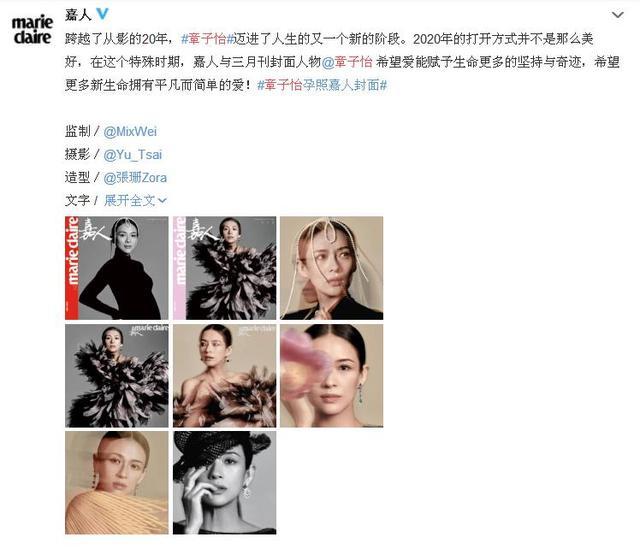 marie claire
嘉人
跨越了从影的20年，#章子怡#迈进了人生的又一个新的阶段。2020年的打开方式并不是那么美
好，在这个特殊时期，嘉人与三月刊封面人物@章子怡 希望爱能赋予生命更多的坚持与奇迹，希望
更多新生命拥有平凡而简单的爱！#章子怡孕照嘉人封面#
监制 / @MixWei
摄影 / @Yu_Tsai
造型 / @張珊Zora
文字 / 展开全文
marie claire 嘉人
marie claire 嘉人
嘉人 marie claire
嘉人 marie claire